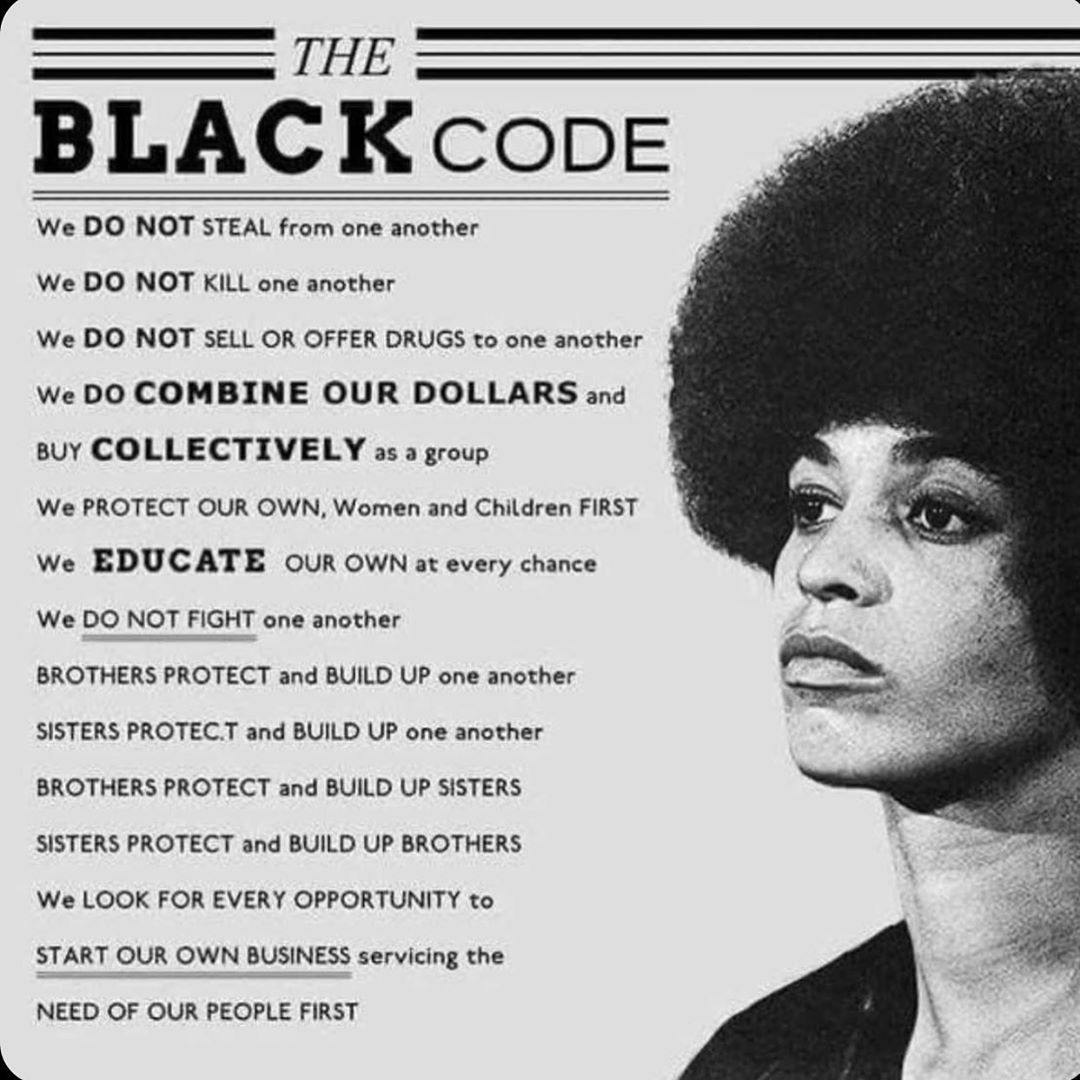 THE
BLACK CODE
We DO NOT STEAL from one another
We DO NOT KILL one another
We DO NOT SELL OR OFFER DRUGS to one another
We DO COMBINE OUR DOLLARS and
BUY COLLECTIVELY as a group
We PROTECT OUR OWN, Women and Children FIRST
We EDUCATE OUR OWN at every chance
We DO NOT FIGHT one another
BROTHERS PROTECT and BUILD UP one another
SISTERS PROTEC.T and BUILD UP one another
BROTHERS PROTECT and BUILD UP SISTERS
SISTERS PROTECT and BUILD UP BROTHERS
We LOOK FOR EVERY OPPORTUNITY to
START OUR OWN BUSINESS servicing the
NEED OF OUR PEOPLE FIRST